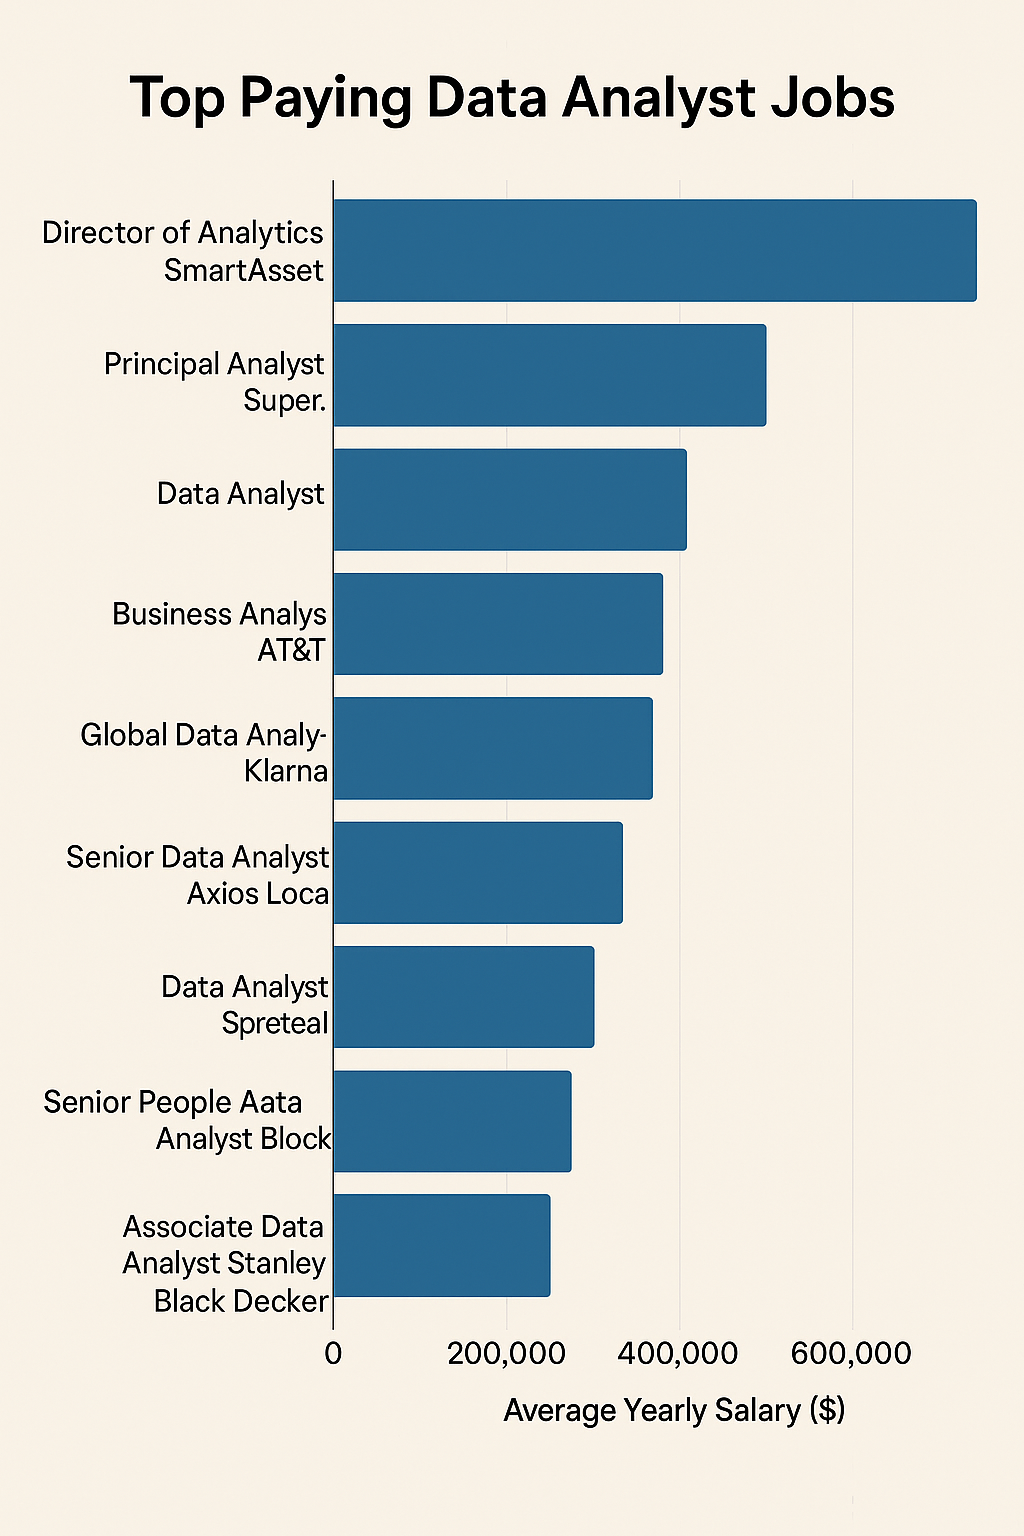 Top Paying Data Analyst Jobs
Director of Analytics
SmartAsset
Principal Analyst
Super.
Data Analyst
Business Analys
AT&T
Global Data Analy-
Klarna
Senior Data Analyst
Axios Loca
Data Analyst
Spreteal
Senior People Aata
Analyst Block
Associate Data
Analyst Stanley
Black Decker
0 200,000 400,000 600,000
Average Yearly Salary ($)